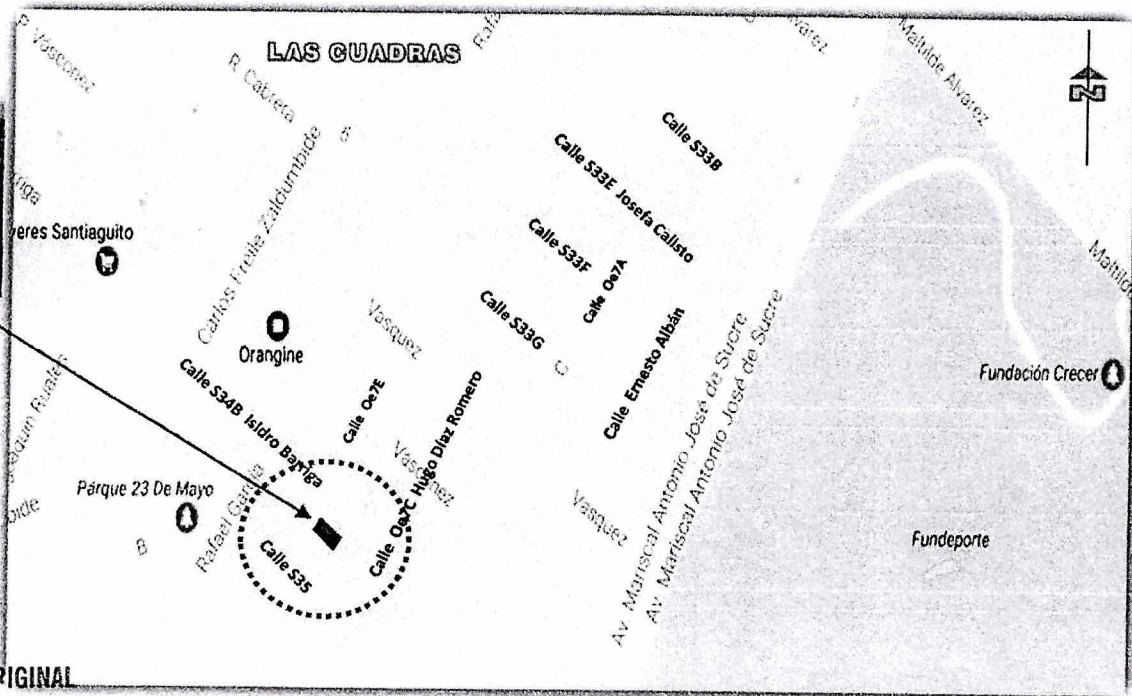 LAS CUADRAS
R. Cabrera
Matilde Alvarez
Calle S33B
Calle S33E Josefa Calisto
Carlos Freile Zaldumbide
Calle S33F
Calle Oe7A
Santiaguito
Calle S33G
Vasquez
Orangine
Fundación Crecer
Calle S34B Isidro Barriga
Calle Oe7E
Calle Ernesto Albán
Av. Mariscal Antonio José de Sucre
Av. Mariscal Antonio José de Sucre
Calle Oe7C Hugo Díaz Romero
Parque 23 De Mayo
Rafael García
Vasquez
Fundeporte
B
Calle S35